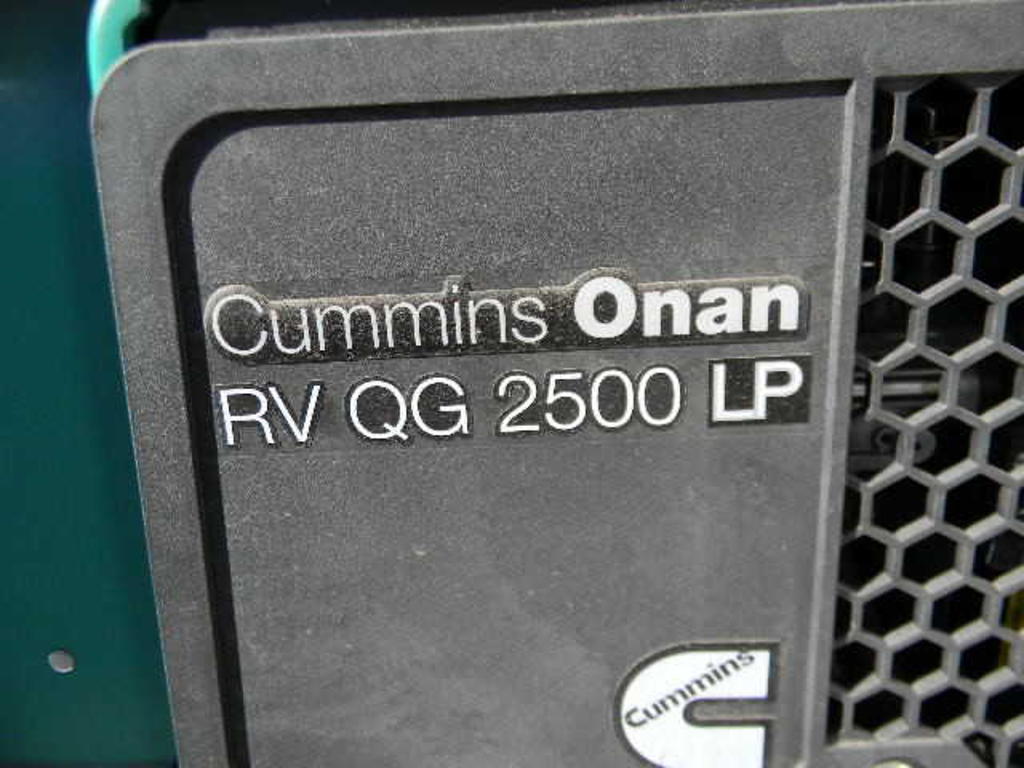 Cummins Onan
RV QG 2500 LP
Cummins